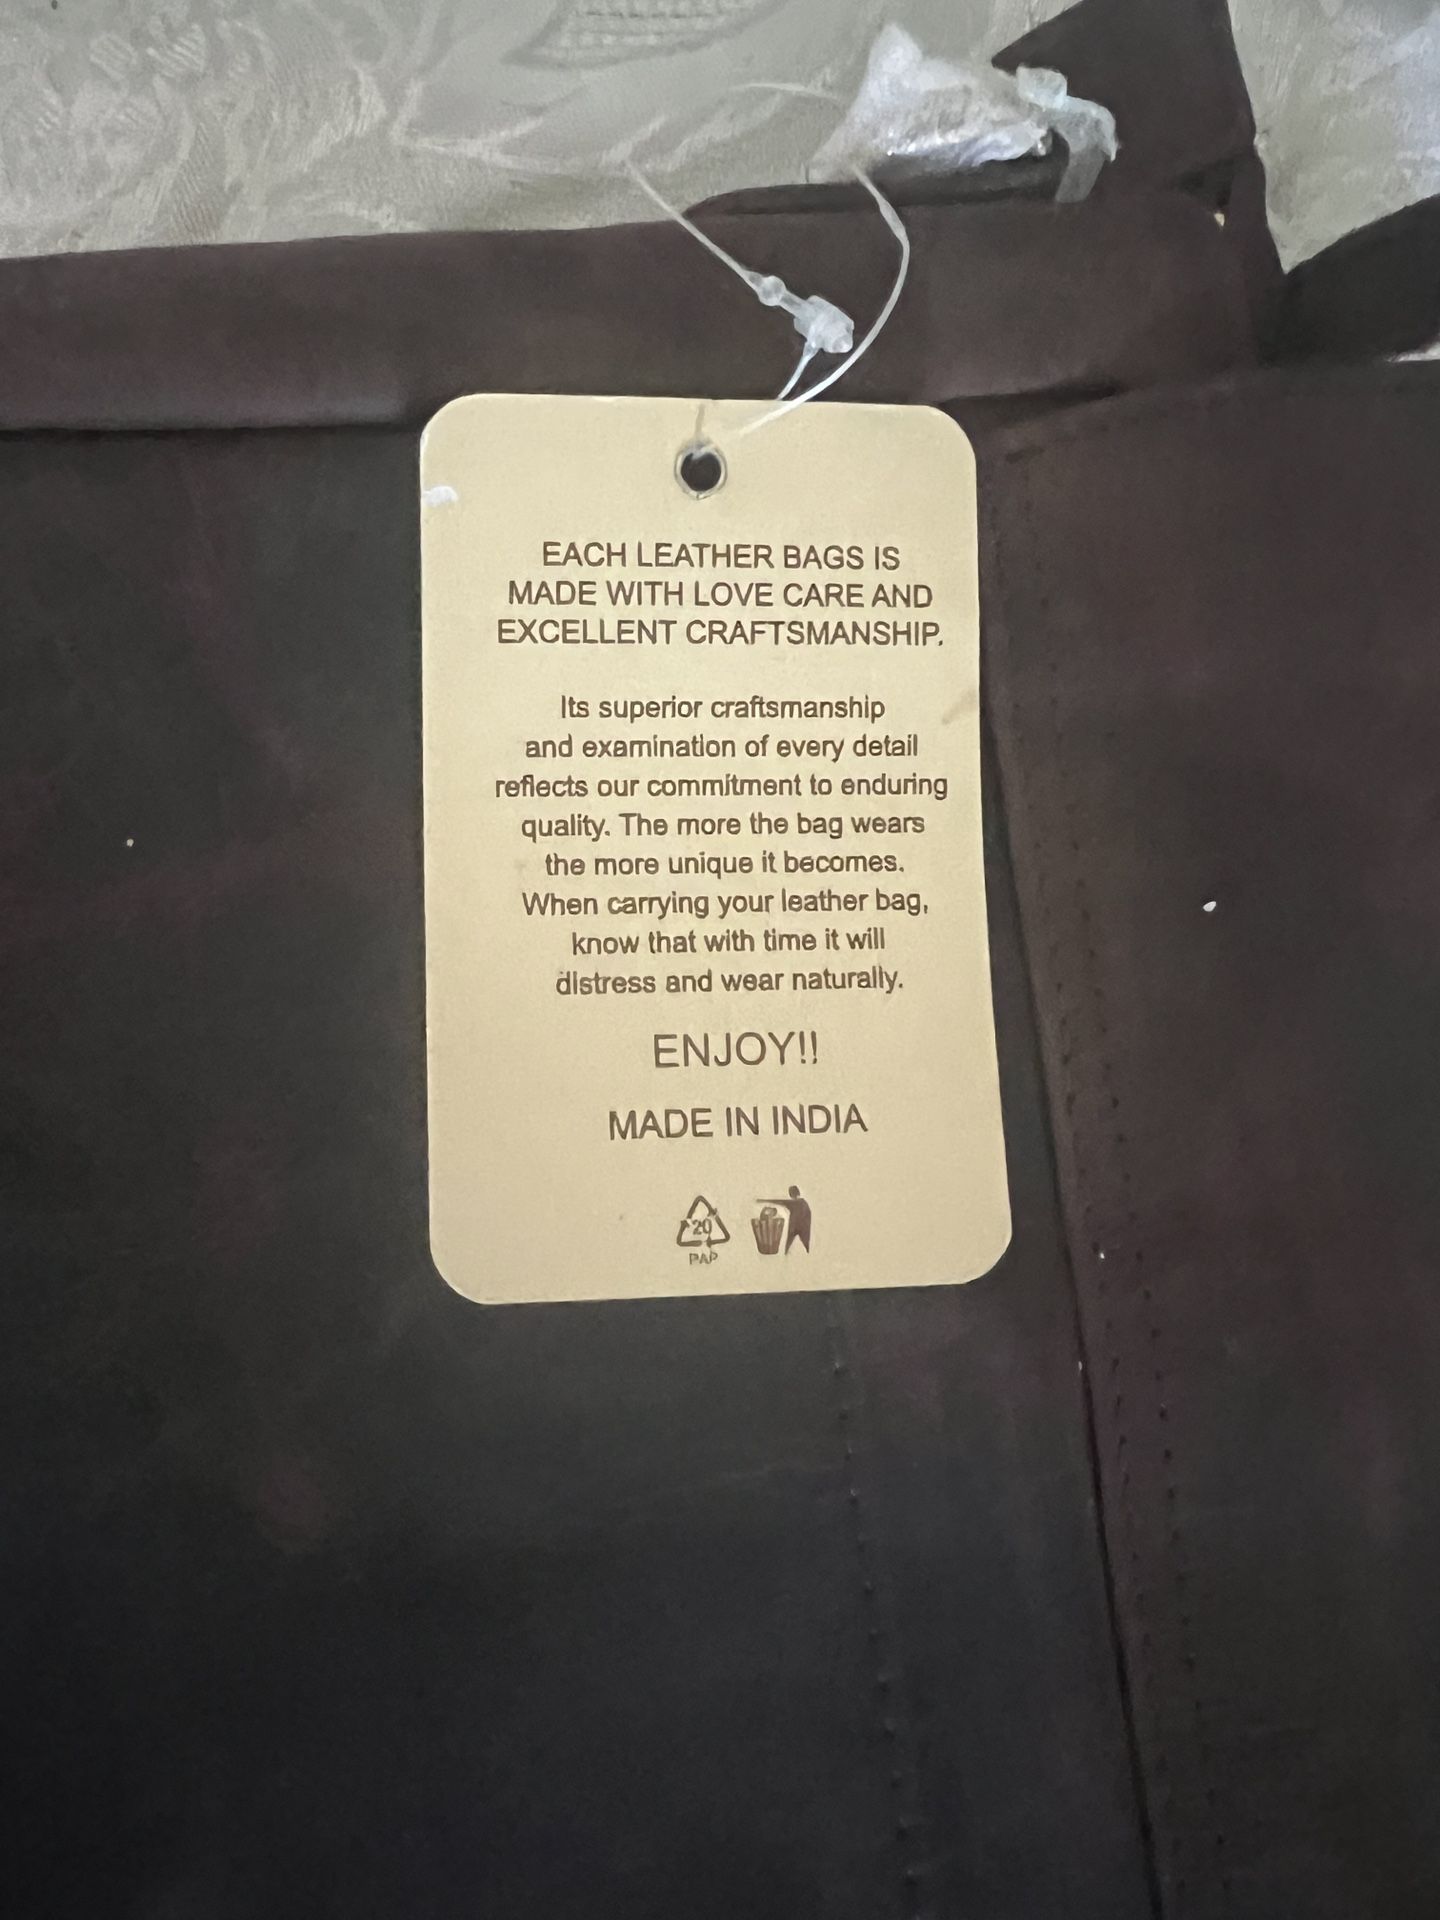 EACH LEATHER BAGS IS
MADE WITH LOVE CARE AND
EXCELLENT CRAFTSMANSHIP.
Its superior craftsmanship
and examination of every detail
reflects our commitment to enduring
quality. The more the bag wears
the more unique it becomes.
When carrying your leather bag,
know that with time it will
distress and wear naturally.
ENJOY!!
MADE IN INDIA
20
PAP